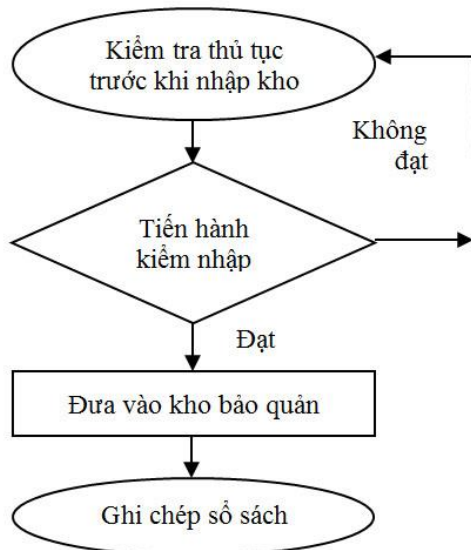 Kiểm tra thủ tục
trước khi nhập kho
Không
đạt
Tiến hành
kiểm nhập
Đạt
Đưa vào kho bảo quản
Ghi chép sổ sách